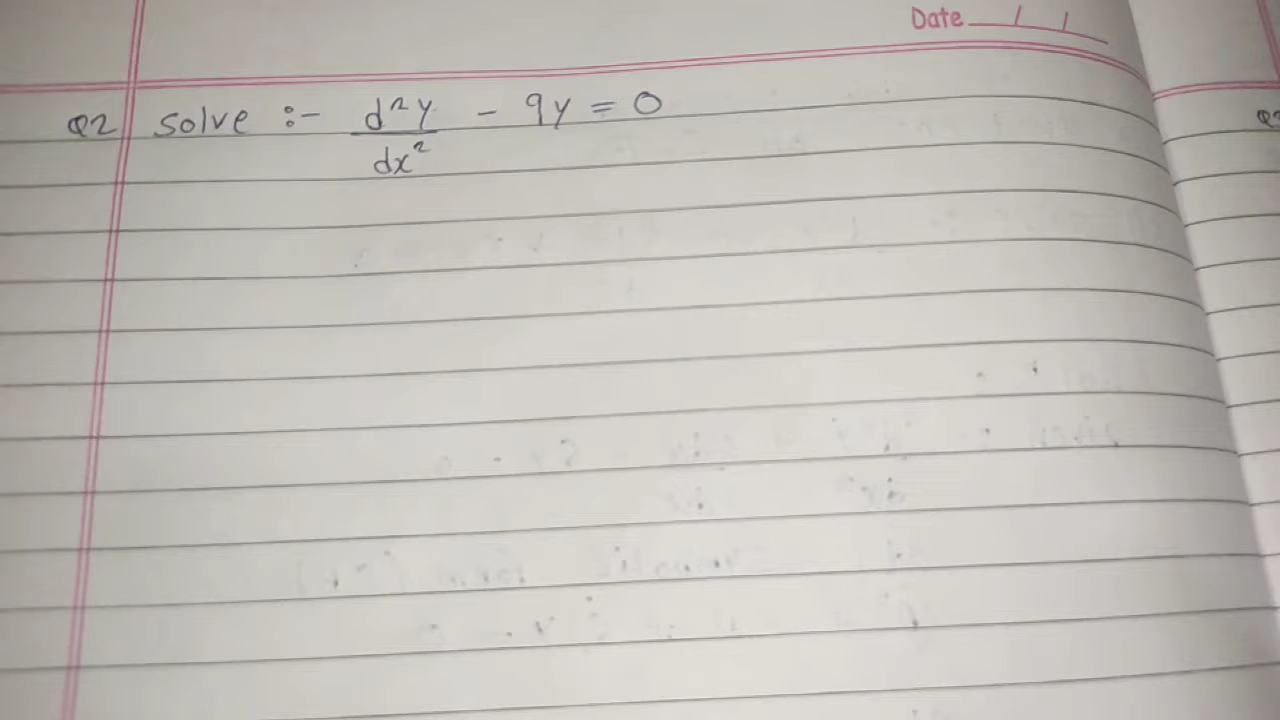 Date / /
Q2 solve :- d²y/dx² - 9y = 0